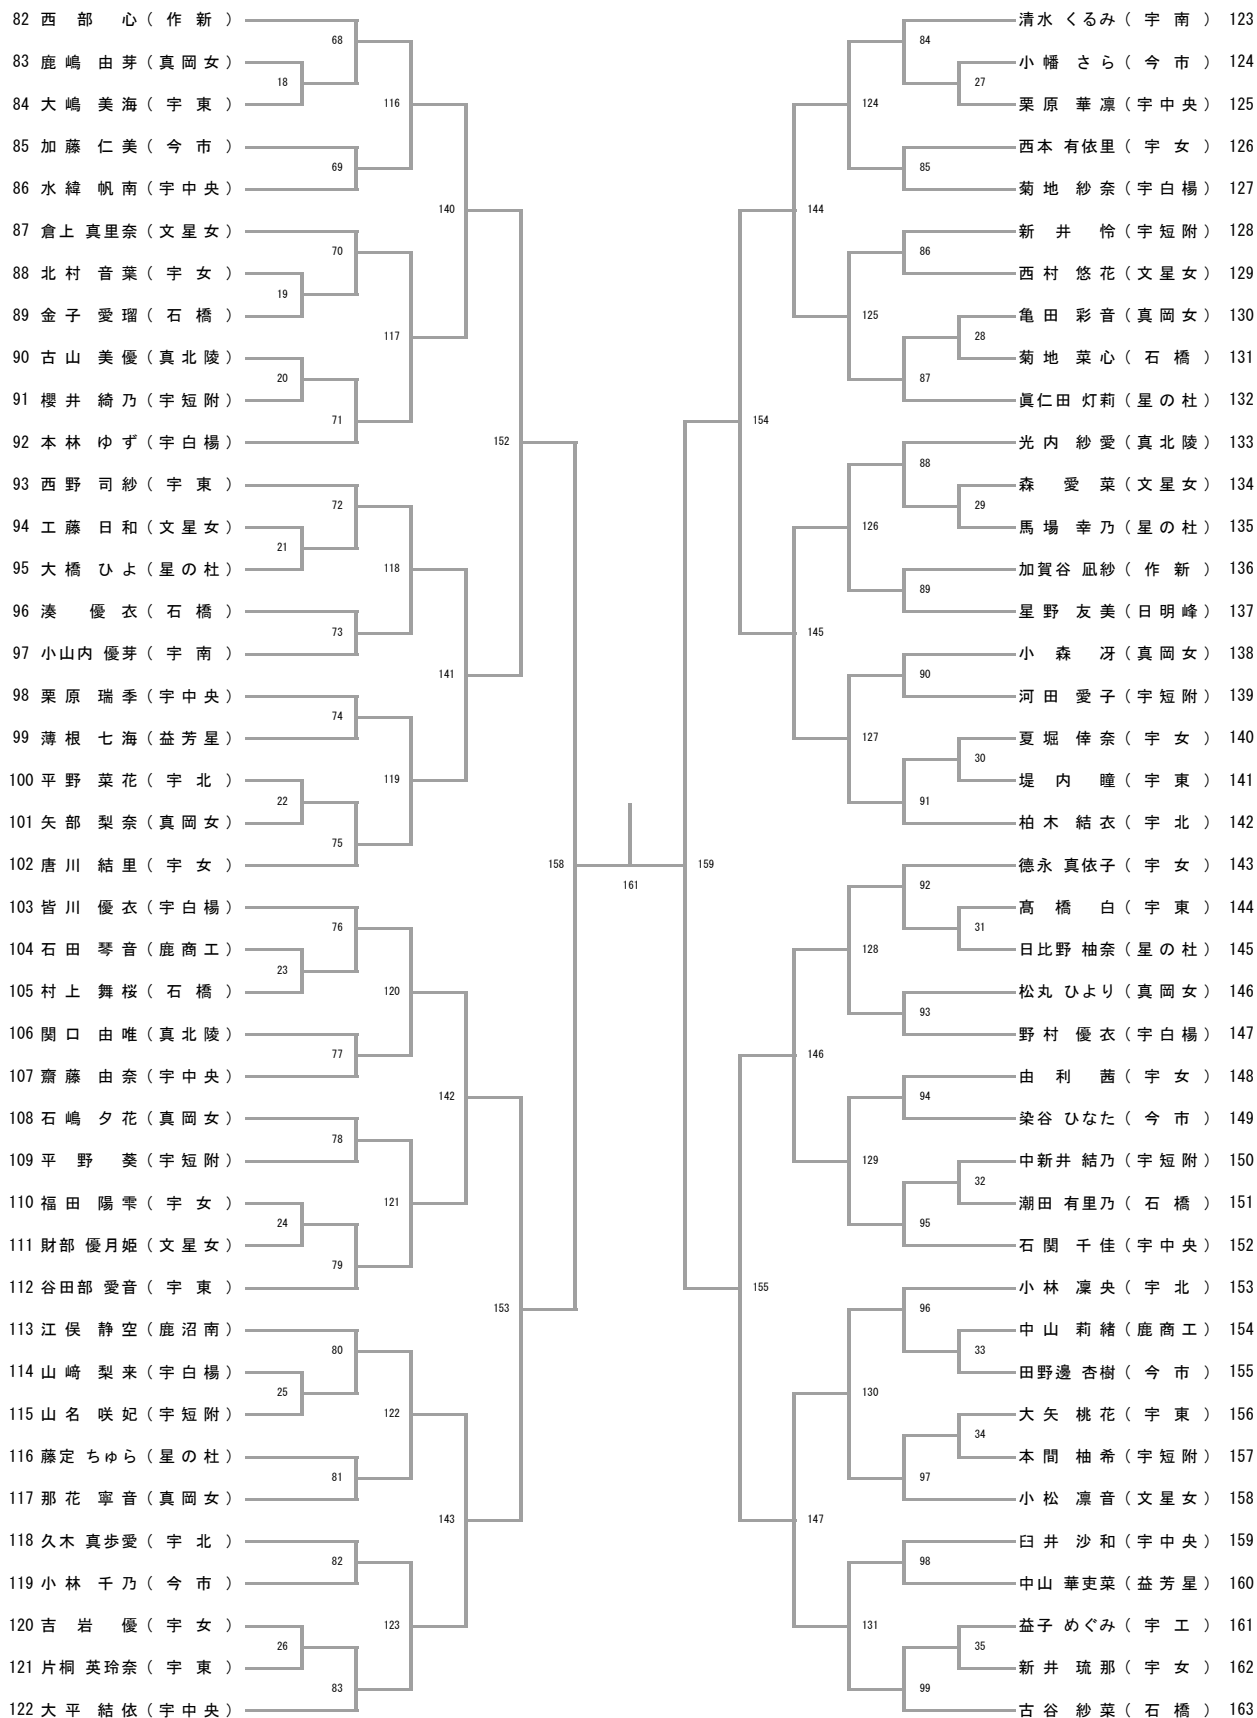 82 西 部 心 ( 作 新 )
83 鹿 嶋 由 芽 ( 真 岡 女 )
84 大 嶋 美 海 ( 宇 東 )
85 加 藤 仁 美 ( 今 市 )
86 水 緯 帆 南 ( 宇 中 央 )
87 倉上 真里奈 ( 文 星 女 )
88 北 村 音 葉 ( 宇 女 )
89 金 子 愛 瑠 ( 石 橋 )
90 古 山 美 優 ( 真 北 陵 )
91 櫻 井 綺 乃 ( 宇 短 附 )
92 本 林 ゆ ず ( 宇 白 楊 )
93 西 野 司 紗 ( 宇 東 )
94 工 藤 日 和 ( 文 星 女 )
95 大 橋 ひ よ ( 星 の 杜 )
96 湊 優 衣 ( 石 橋 )
97 小山内 優芽 ( 宇 南 )
98 栗 原 瑞 季 ( 宇 中 央 )
99 薄 根 七 海 ( 益 芳 星 )
100 平 野 菜 花 ( 宇 北 )
101 矢 部 梨 奈 ( 真 岡 女 )
102 唐 川 結 里 ( 宇 女 )
103 皆 川 優 衣 ( 宇 白 楊 )
104 石 田 琴 音 ( 鹿 商 工 )
105 村 上 舞 桜 ( 石 橋 )
106 関 口 由 唯 ( 真 北 陵 )
107 齋 藤 由 奈 ( 宇 中 央 )
108 石 嶋 夕 花 ( 真 岡 女 )
109 平 野 葵 ( 宇 短 附 )
110 福 田 陽 雫 ( 宇 女 )
111 財部 優月姫 ( 文 星 女 )
112 谷田部 愛音 ( 宇 東 )
113 江 俣 静 空 ( 鹿 沼 南 )
114 山 﨑 梨 来 ( 宇 白 楊 )
115 山 名 咲 妃 ( 宇 短 附 )
116 藤定 ちゅら ( 星 の 杜 )
117 那 花 寧 音 ( 真 岡 女 )
118 久木 真歩愛 ( 宇 北 )
119 小 林 千 乃 ( 今 市 )
120 吉 岩 優 ( 宇 女 )
121 片桐 英玲奈 ( 宇 東 )
122 大 平 結 依 ( 宇 中 央 )
18
19
20
21
22
23
24
25
26
68
69
70
71
72
73
74
75
76
77
78
79
80
81
82
83
116
117
118
119
120
121
122
123
140
141
142
143
152
153
158
161
159
154
155
144
145
146
147
124
125
126
127
128
129
130
131
84
85
86
87
88
89
90
91
92
93
94
95
96
97
98
99
27
28
29
30
31
32
33
34
35
清水 くるみ ( 宇 南 ) 123
小 幡 さ ら ( 今 市 ) 124
栗 原 華 凛 ( 宇 中 央 ) 125
西本 有依里 ( 宇 女 ) 126
菊 地 紗 奈 ( 宇 白 楊 ) 127
新 井 怜 ( 宇 短 附 ) 128
西 村 悠 花 ( 文 星 女 ) 129
亀 田 彩 音 ( 真 岡 女 ) 130
菊 地 菜 心 ( 石 橋 ) 131
眞仁田 灯莉 ( 星 の 杜 ) 132
光 内 紗 愛 ( 真 北 陵 ) 133
森 愛 菜 ( 文 星 女 ) 134
馬 場 幸 乃 ( 星 の 杜 ) 135
加賀谷 凪紗 ( 作 新 ) 136
星 野 友 美 ( 日 明 峰 ) 137
小 森 冴 ( 真 岡 女 ) 138
河 田 愛 子 ( 宇 短 附 ) 139
夏 堀 倖 奈 ( 宇 女 ) 140
堤 内 瞳 ( 宇 東 ) 141
柏 木 結 衣 ( 宇 北 ) 142
德永 真依子 ( 宇 女 ) 143
髙 橋 白 ( 宇 東 ) 144
日比野 柚奈 ( 星 の 杜 ) 145
松丸 ひより ( 真 岡 女 ) 146
野 村 優 衣 ( 宇 白 楊 ) 147
由 利 茜 ( 宇 女 ) 148
染谷 ひなた ( 今 市 ) 149
中新井 結乃 ( 宇 短 附 ) 150
潮田 有里乃 ( 石 橋 ) 151
石 関 千 佳 ( 宇 中 央 ) 152
小 林 凜 央 ( 宇 北 ) 153
中 山 莉 緒 ( 鹿 商 工 ) 154
田野邊 杏樹 ( 今 市 ) 155
大 矢 桃 花 ( 宇 東 ) 156
本 間 柚 希 ( 宇 短 附 ) 157
小 松 凛 音 ( 文 星 女 ) 158
臼 井 沙 和 ( 宇 中 央 ) 159
中山 華吏菜 ( 益 芳 星 ) 160
益子 めぐみ ( 宇 工 ) 161
新 井 琉 那 ( 宇 女 ) 162
古 谷 紗 菜 ( 石 橋 ) 163